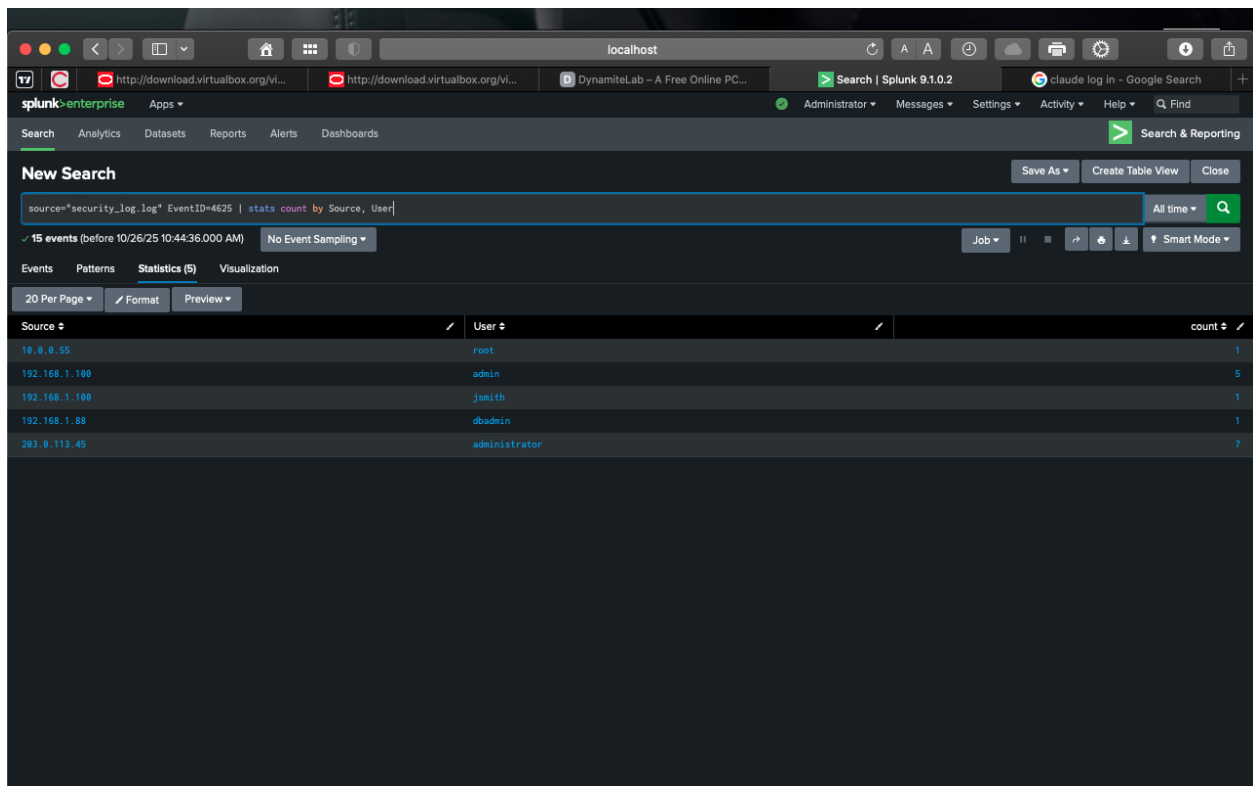 localhost
A A
http://download.virtualbox.org/vi...
http://download.virtualbox.org/vi...
D DynamiteLab – A Free Online PC...
Search | Splunk 9.1.0.2
claude log in - Google Search
splunk>enterprise Apps
Administrator Messages Settings Activity Help Find
Search Analytics Datasets Reports Alerts Dashboards Search & Reporting
New Search Save As Create Table View Close
source="security_log.log" EventID=4625 | stats count by Source, User All time
15 events (before 10/26/25 10:44:36.000 AM) No Event Sampling Job Smart Mode
Events Patterns Statistics (5) Visualization
20 Per Page Format Preview
Source User count
10.0.0.55 root 1
192.168.1.100 admin 5
192.168.1.100 jsmith 1
192.168.1.88 dbadmin 1
203.0.113.45 administrator 7